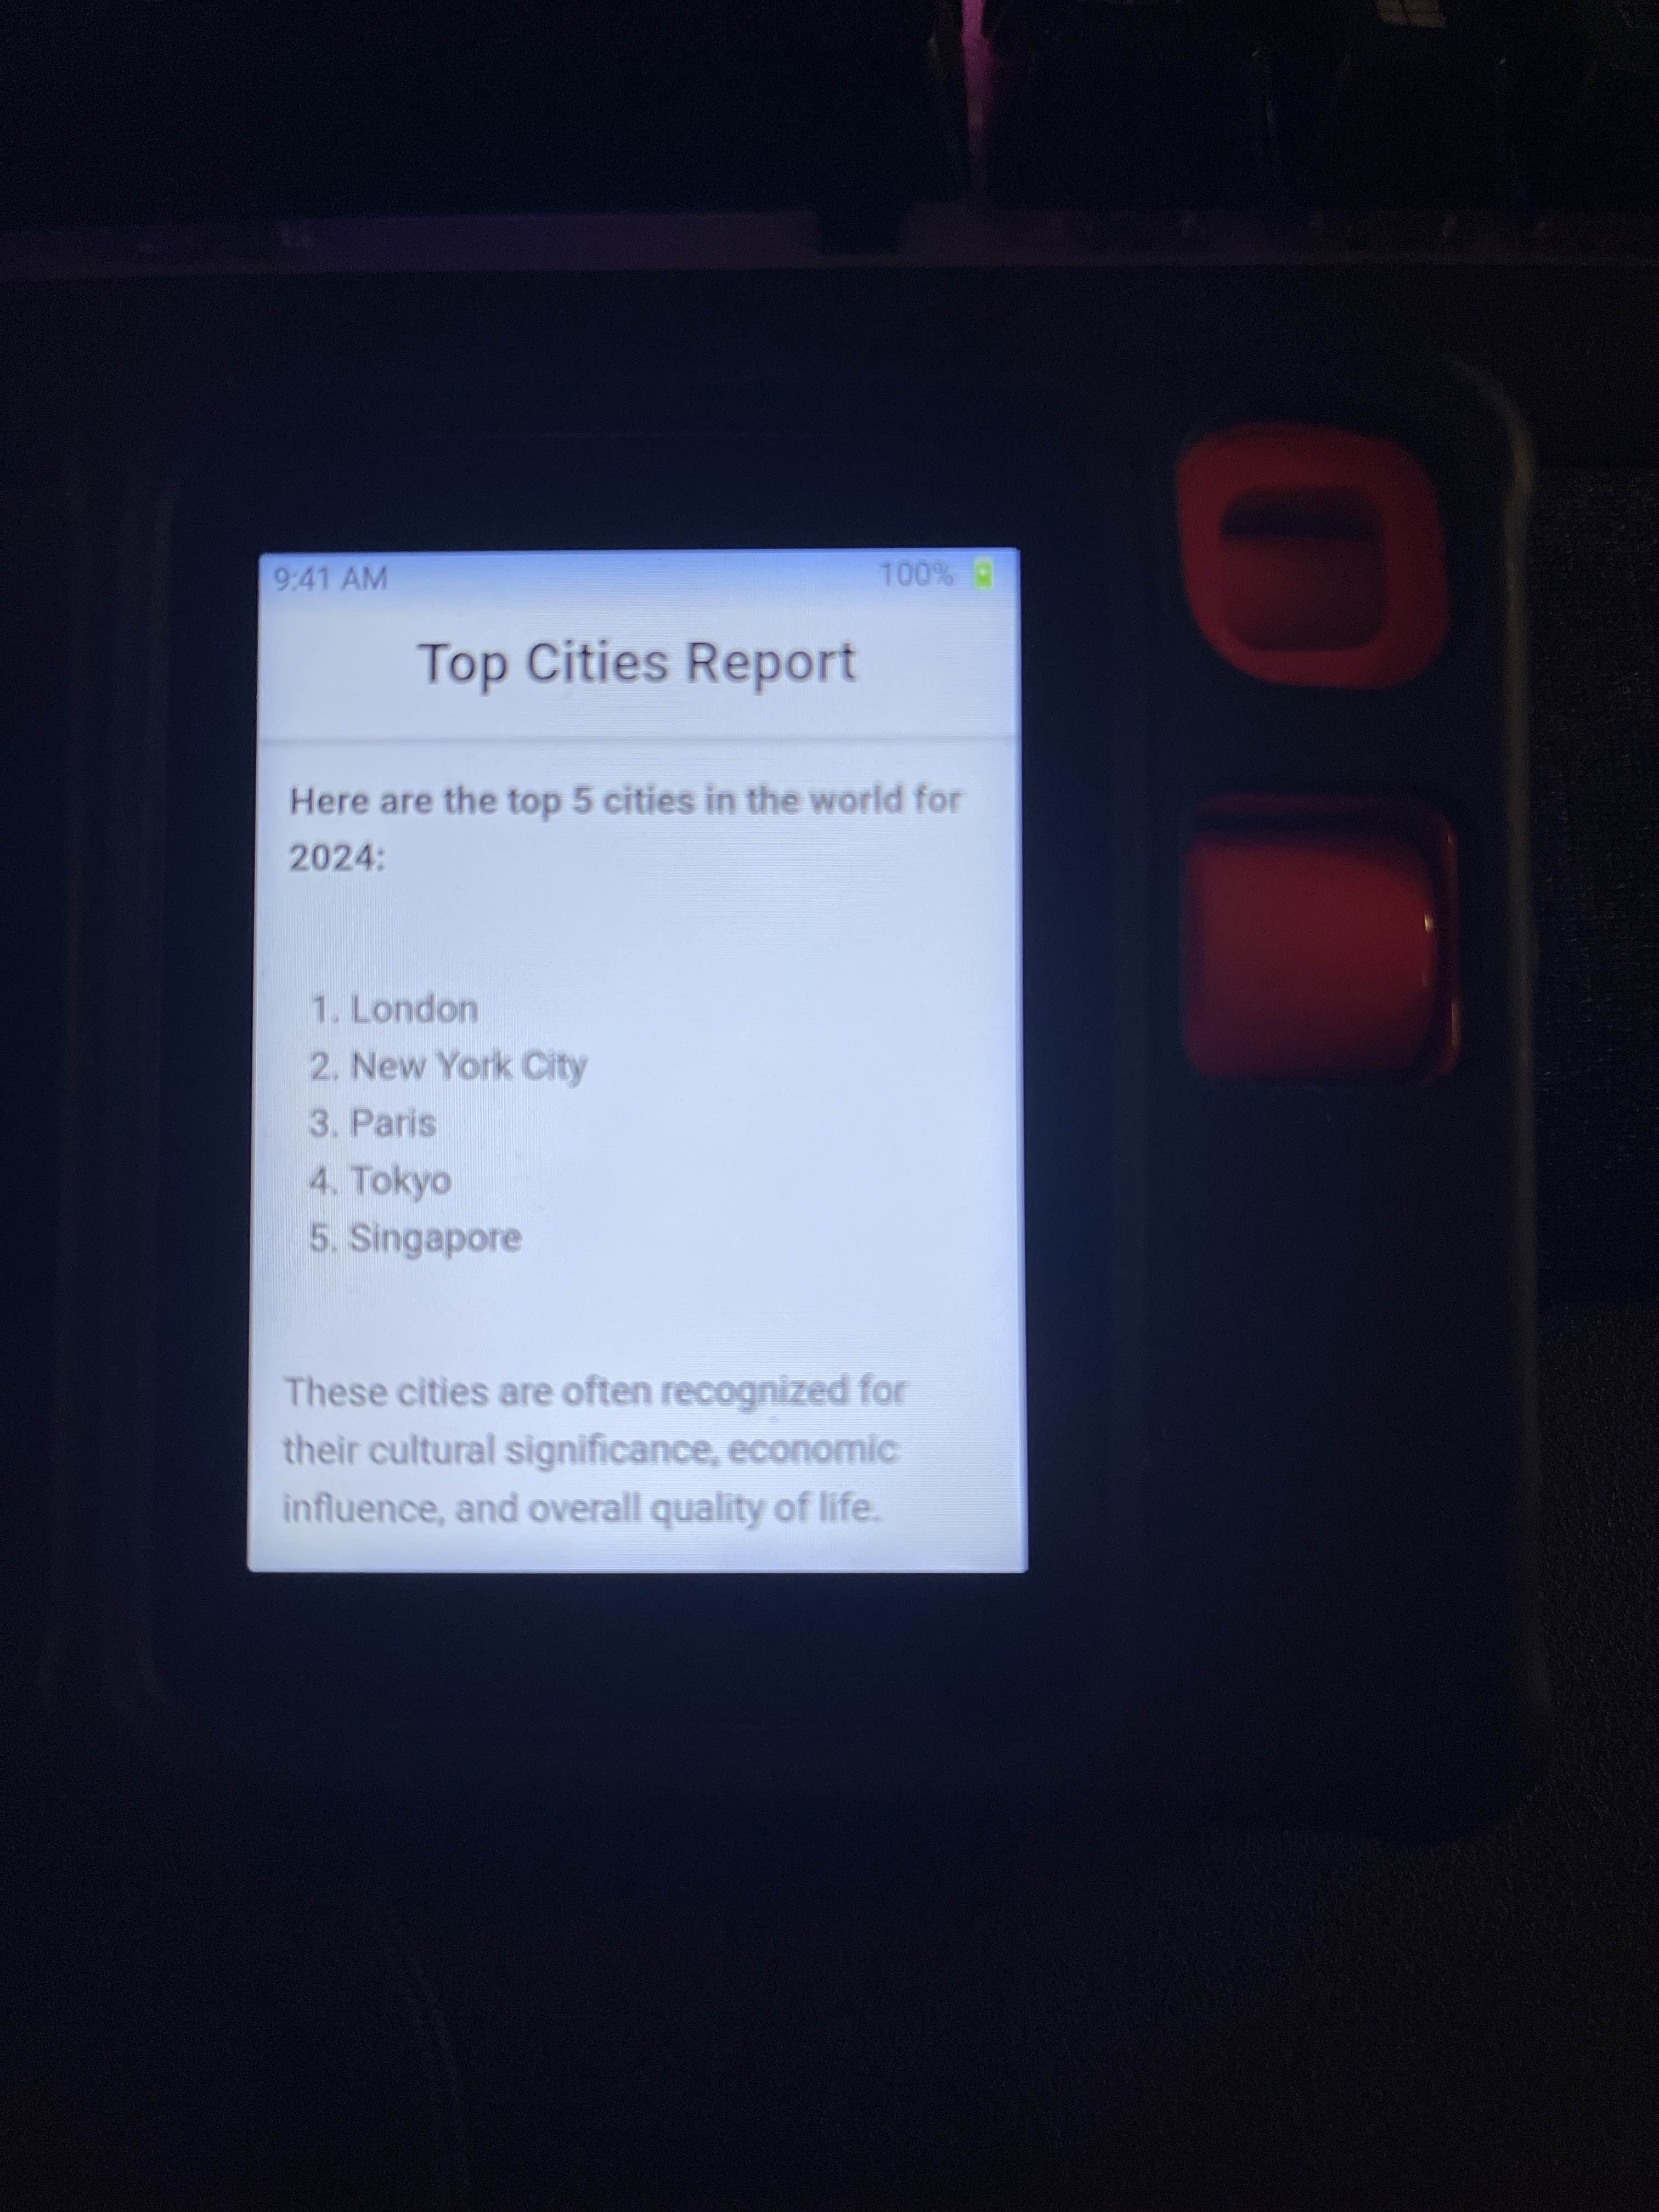 9:41 AM 100%
Top Cities Report
Here are the top 5 cities in the world for
2024:
1. London
2. New York City
3. Paris
4. Tokyo
5. Singapore
These cities are often recognized for
their cultural significance, economic
influence, and overall quality of life.